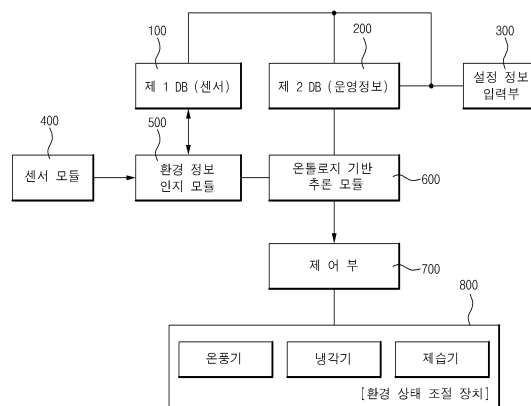 100
200
300
제 1 DB (센서)
제 2 DB (운영정보)
설정 정보
입력부
400
500
센서 모듈
환경 정보
인지 모듈
온톨로지 기반
추론 모듈
600
제 어 부
700
800
온풍기
냉각기
제습기
[환경 상태 조절 장치]